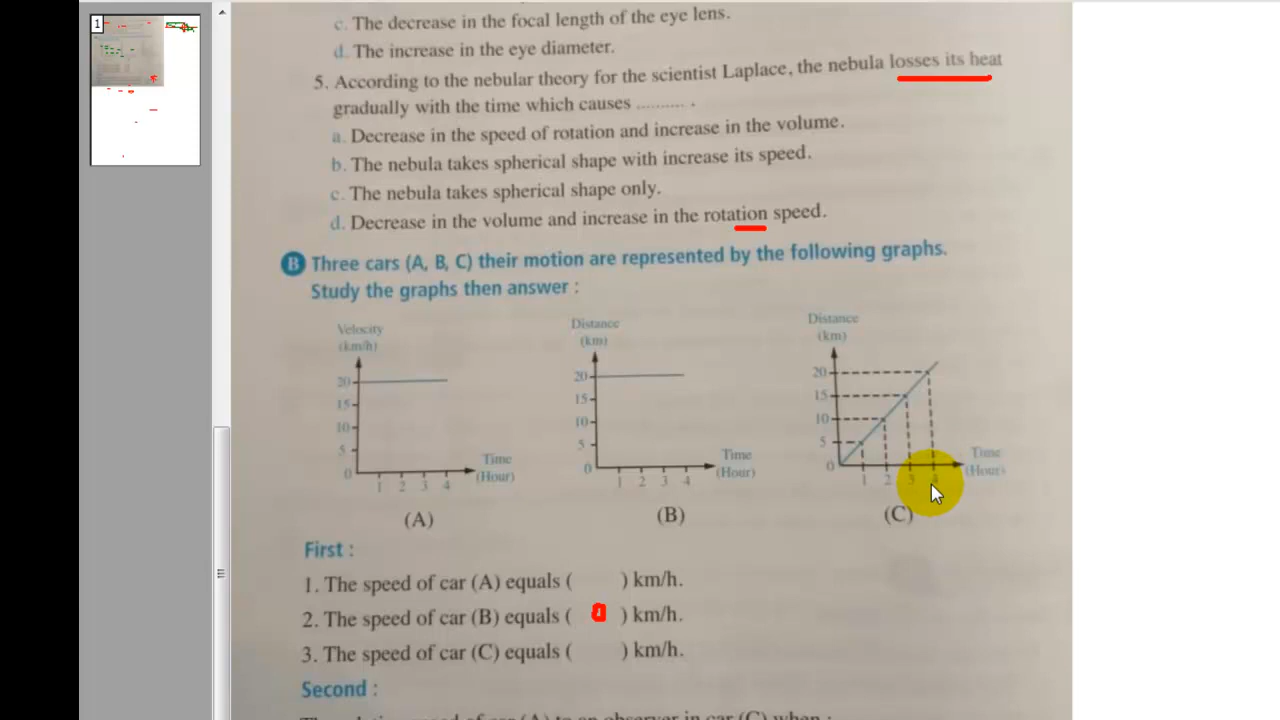 1
c. The decrease in the focal length of the eye lens.
d. The increase in the eye diameter.
5. According to the nebular theory for the scientist Laplace, the nebula losses its heat
gradually with the time which causes .......... .
a. Decrease in the speed of rotation and increase in the volume.
b. The nebula takes spherical shape with increase its speed.
c. The nebula takes spherical shape only.
d. Decrease in the volume and increase in the rotation speed.
B Three cars (A, B, C) their motion are represented by the following graphs.
Study the graphs then answer :
Velocity
(km/h)
20
15
10
5
0
1 2 3 4
Time
(Hour)
(A)
Distance
(km)
20
15
10
5
0
1 2 3 4
Time
(Hour)
(B)
Distance
(km)
20
15
10
5
0
1 2 3 4
Time
(Hour)
(C)
First :
1. The speed of car (A) equals ( ) km/h.
2. The speed of car (B) equals ( 0 ) km/h.
3. The speed of car (C) equals ( ) km/h.
Second :